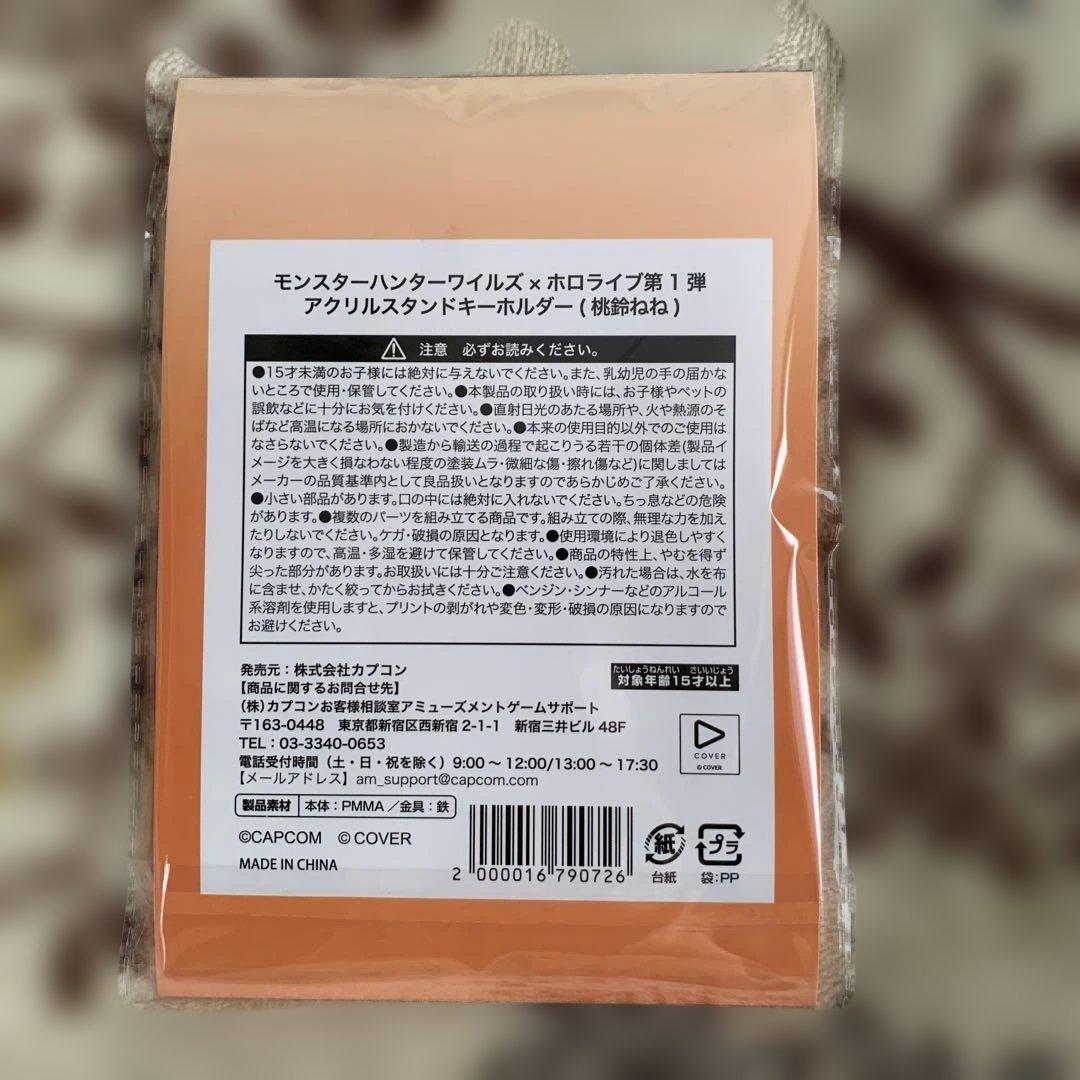 モンスターハンターワイルズ × ホロライブ第1弾
アクリルスタンドキーホルダー(桃鈴ねね)
注意 必ずお読みください。
●15才未満のお子様には絶対に与えないでください。また、乳幼児の手の届かな
いところで使用・保管してください。●本製品の取り扱い時には、お子様やペットの
誤飲などに十分にお気を付けください。●直射日光のあたる場所や、火や熱源のそ
ばなど高温になる場所におかないでください。●本来の使用目的以外でのご使用は
なさらないでください。●製造から輸送の過程で起こりうる若干の個体差(製品イ
メージを大きく損なわない程度の塗装ムラ・微細な傷・擦れ傷など)に関しましては
メーカーの品質基準内として良品扱いとなりますのであらかじめご了承ください。
●小さい部品があります。口の中には絶対に入れないでください。ちっ息などの危険
があります。●複数のパーツを組み立てる商品です。組み立ての際、無理な力を加え
たりしないでください。ケガ・破損の原因となります。●使用環境により退色しやすく
なりますので、高温・多湿を避けて保管してください。●商品の特性上、やむを得ず
尖った部分があります。お取扱いには十分ご注意ください。●汚れた場合は、水を布
に含ませ、かたく絞ってからお拭きください。●ベンジン・シンナーなどのアルコール
系溶剤を使用しますと、プリントの剥がれや変色・変形・破損の原因になりますので
お避けください。
発売元：株式会社カプコン
【商品に関するお問合せ先】
(株)カプコンお客様相談室アミューズメントゲームサポート
〒163-0448 東京都新宿区西新宿 2-1-1 新宿三井ビル 48F
TEL：03-3340-0653
電話受付時間（土・日・祝を除く）9:00～12:00/13:00～17:30
【メールアドレス】am_support@capcom.com
たいしょうねんれい さいいじょう
対象年齢15才以上
COVER
© COVER
製品素材 本体：PMMA／金具：鉄
©CAPCOM © COVER
MADE IN CHINA
2 000016 790726
紙
台紙
プラ
袋：PP